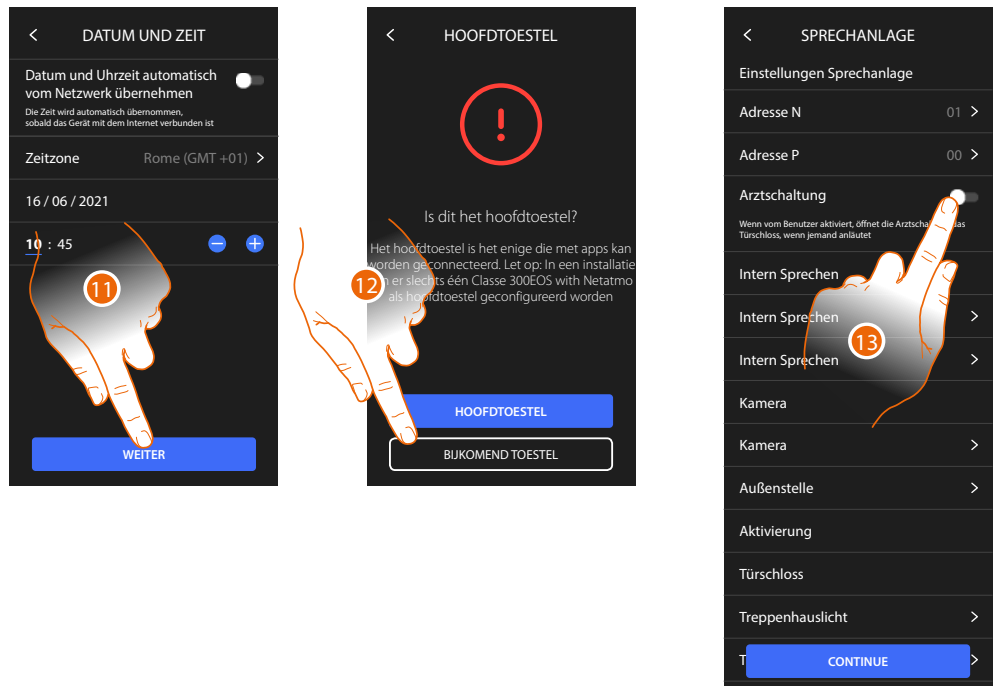 DATUM UND ZEIT
Datum und Uhrzeit automatisch
vom Netzwerk übernehmen
Die Zeit wird automatisch übernommen,
sobald das Gerät mit dem Internet verbunden ist
Zeitzone Rome (GMT +01)
16 / 06 / 2021
10 : 45
11
WEITER
HOOFDTOESTEL
Is dit het hoofdtoestel?
Het hoofdtoestel is het enige die met apps kan
worden geconnecteerd. Let op: In een installatie
er slechts één Classe 300EOS with Netatmo
als hoofdtoestel geconfigureerd worden
12
HOOFDTOESTEL
BIJKOMEND TOESTEL
SPRECHANLAGE
Einstellungen Sprechanlage
Adresse N 01
Adresse P 00
Arztschaltung
Wenn vom Benutzer aktiviert, öffnet die das
Türschloss, wenn jemand anläutet
Intern Sprechen
Intern Sprechen
13
Intern Sprechen
Kamera
Kamera
Außenstelle
Aktivierung
Türschloss
Treppenhauslicht
CONTINUE